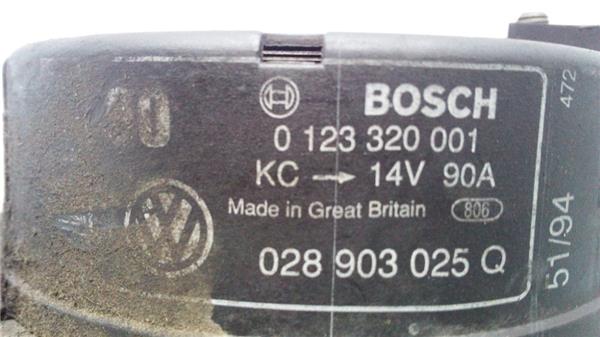 BOSCH
0 123 320 001
KC → 14V 90A
Made in Great Britain 806
028 903 025 Q
472
51/94